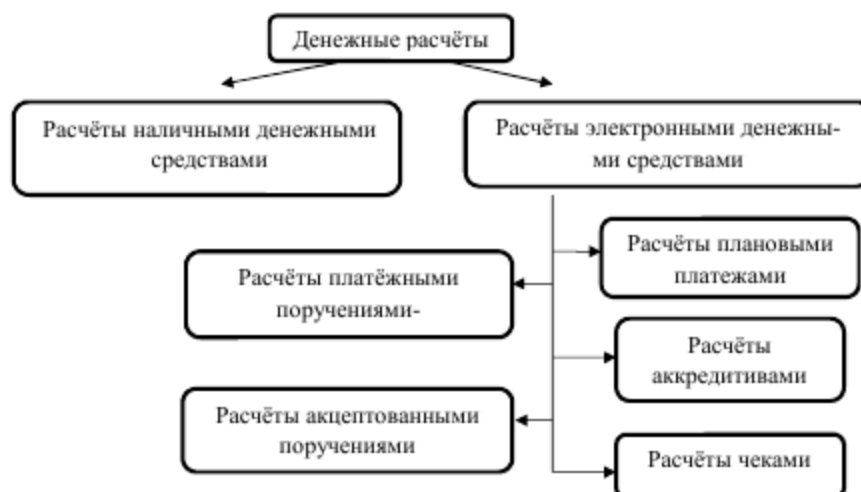 Денежные расчёты
Расчёты наличными денежными
средствами
Расчёты электронными денежны-
ми средствами
Расчёты плановыми
платежами
Расчёты платёжными
поручениями-
Расчёты
аккредитивами
Расчёты акцептованными
поручениями
Расчёты чеками